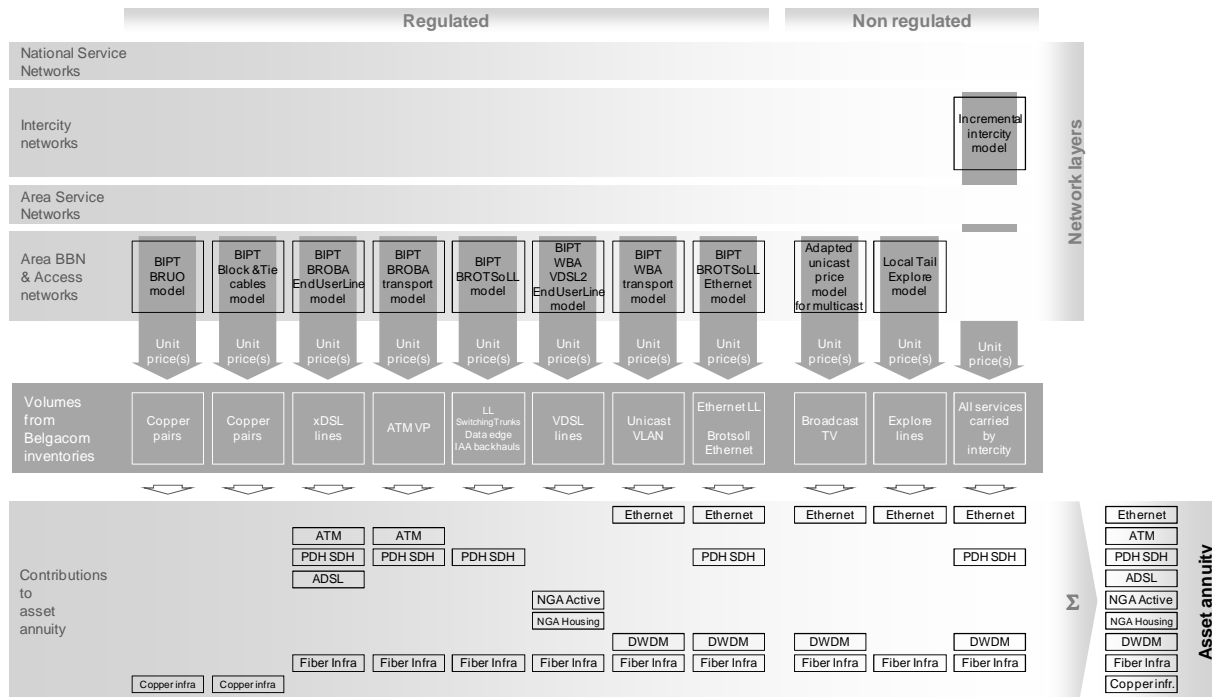 Regulated
Non regulated
National Service
Networks
Intercity
networks
Incremental
intercity
model
Area Service
Networks
Network layers
Area BBN
& Access
networks
BIPT
BRUO
model
BIPT
Block &Tie
cables
model
BIPT
BROBA
EndUserLine
model
BIPT
BROBA
transport
model
BIPT
BROTSoLL
model
BIPT
WBA
VDSL2
EndUserLine
model
BIPT
WBA
transport
model
BIPT
BROTSoLL
Ethernet
model
Adapted
unicast
price
model
for multicast
Local Tail
Explore
model
Unit
price(s)
Unit
price(s)
Unit
price(s)
Unit
price(s)
Unit
price(s)
Unit
price(s)
Unit
price(s)
Unit
price(s)
Unit
price(s)
Unit
price(s)
Unit
price(s)
Volumes
from
Belgacom
inventories
Copper
pairs
Copper
pairs
xDSL
lines
ATM VP
LL
Switching Trunks
Data edge
IAA backhauls
VDSL
lines
Unicast
VLAN
Ethernet LL
Brotsoll
Ethernet
Broadcast
TV
Explore
lines
All services
carried
by
intercity
Contributions
to
asset
annuity
Ethernet
Ethernet
Ethernet
Ethernet
Ethernet
ATM
ATM
PDH SDH
PDH SDH
PDH SDH
PDH SDH
PDH SDH
ADSL
NGA Active
NGA Housing
DWDM
DWDM
DWDM
DWDM
Fiber Infra
Fiber Infra
Fiber Infra
Fiber Infra
Fiber Infra
Fiber Infra
Fiber Infra
Fiber Infra
Fiber Infra
Copper infra
Copper infra
Σ
Ethernet
ATM
PDH SDH
ADSL
NGA Active
NGA Housing
DWDM
Fiber Infra
Copper infr.
Asset annuity